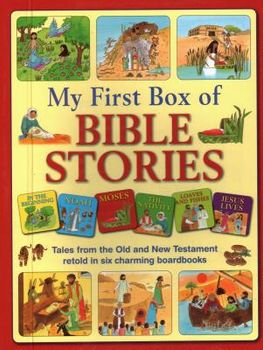 My First Box of
BIBLE
STORIES
IN THE
BEGINNING
NOAH
MOSES
THE
NATIVITY
LOAVES
AND FISHES
JESUS
LIVES
Tales from the Old and New Testament
retold in six charming boardbooks